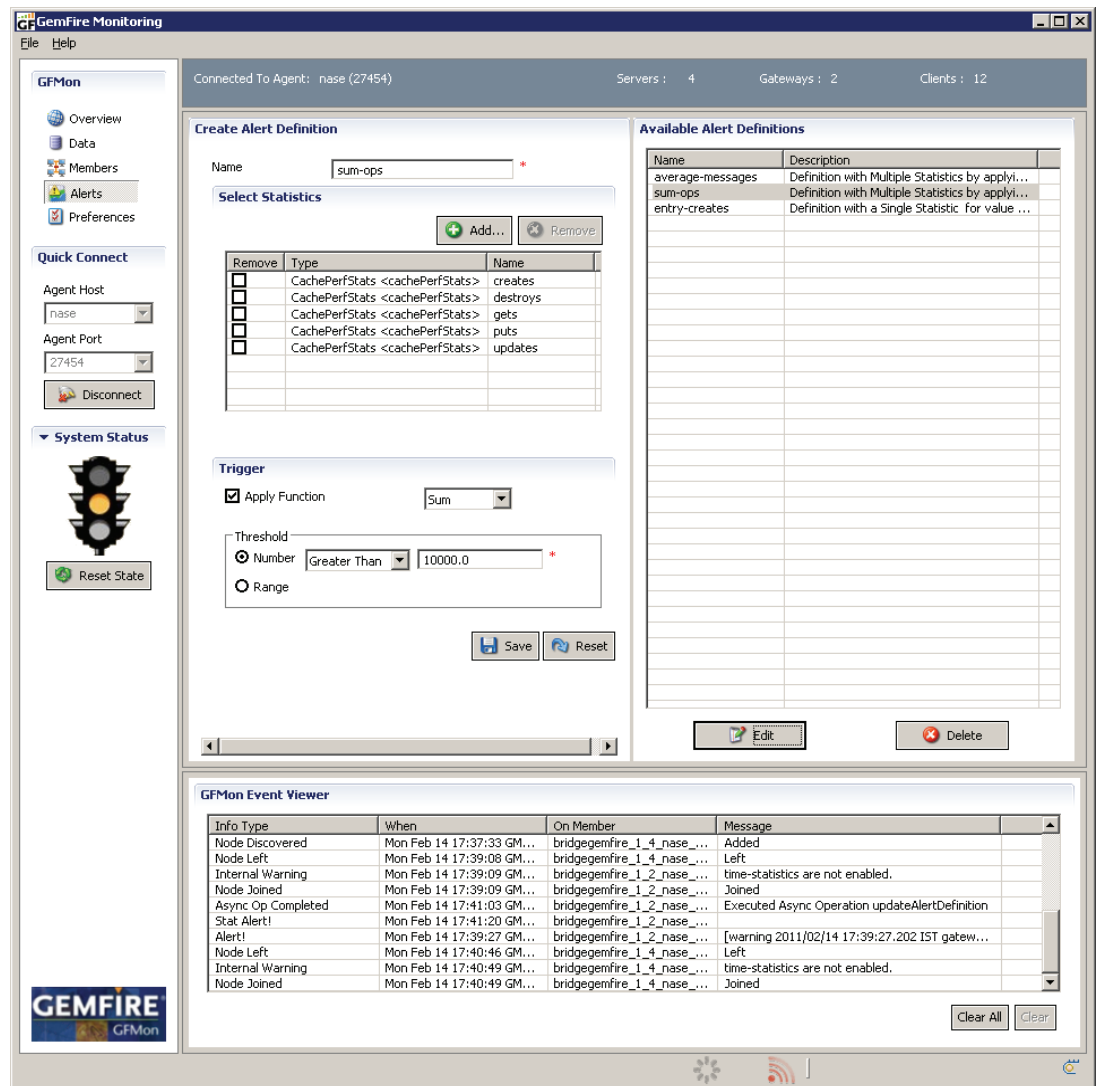 GF GemFire Monitoring
File Help
GFMon
Overview
Data
Members
Alerts
Preferences
Quick Connect
Agent Host
nase
Agent Port
27454
Disconnect
System Status
Reset State
GEMFIRE
GFMon
Connected To Agent: nase (27454) Servers : 4 Gateways : 2 Clients : 12
Create Alert Definition
Name sum-ops *
Select Statistics
Add... Remove
Remove Type Name
CachePerfStats <cachePerfStats> creates
CachePerfStats <cachePerfStats> destroys
CachePerfStats <cachePerfStats> gets
CachePerfStats <cachePerfStats> puts
CachePerfStats <cachePerfStats> updates
Trigger
Apply Function Sum
Threshold
Number Greater Than 10000.0 *
Range
Save Reset
Available Alert Definitions
Name Description
average-messages Definition with Multiple Statistics by applyi...
sum-ops Definition with Multiple Statistics by applyi...
entry-creates Definition with a Single Statistic for value ...
Edit Delete
GFMon Event Viewer
Info Type When On Member Message
Node Discovered Mon Feb 14 17:37:33 GM... bridgegemfire_1_4_nase_... Added
Node Left Mon Feb 14 17:39:08 GM... bridgegemfire_1_4_nase_... Left
Internal Warning Mon Feb 14 17:39:09 GM... bridgegemfire_1_2_nase_... time-statistics are not enabled.
Node Joined Mon Feb 14 17:39:09 GM... bridgegemfire_1_2_nase_... Joined
Async Op Completed Mon Feb 14 17:41:03 GM... bridgegemfire_1_2_nase_... Executed Async Operation updateAlertDefinition
Stat Alert! Mon Feb 14 17:41:20 GM... bridgegemfire_1_2_nase_...
Alert! Mon Feb 14 17:39:27 GM... bridgegemfire_1_2_nase_... [warning 2011/02/14 17:39:27.202 IST gatew...
Node Left Mon Feb 14 17:40:46 GM... bridgegemfire_1_4_nase_... Left
Internal Warning Mon Feb 14 17:40:49 GM... bridgegemfire_1_4_nase_... time-statistics are not enabled.
Node Joined Mon Feb 14 17:40:49 GM... bridgegemfire_1_4_nase_... Joined
Clear All Clear